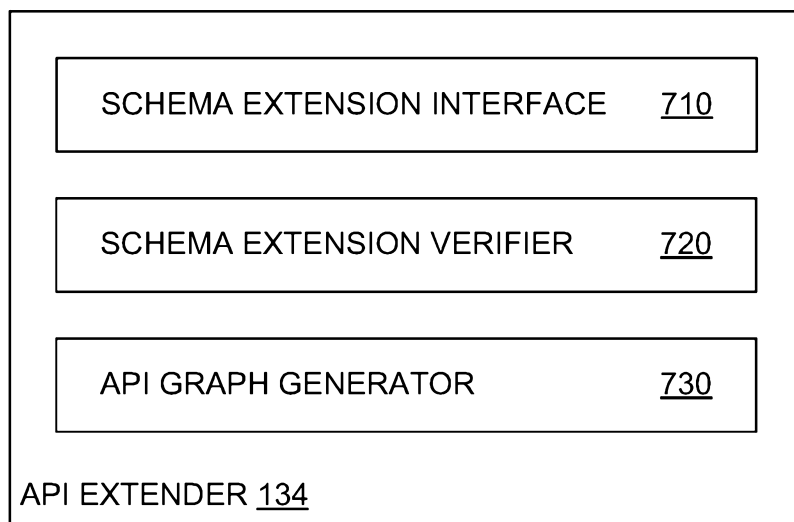 SCHEMA EXTENSION INTERFACE 710
SCHEMA EXTENSION VERIFIER 720
API GRAPH GENERATOR 730
API EXTENDER 134